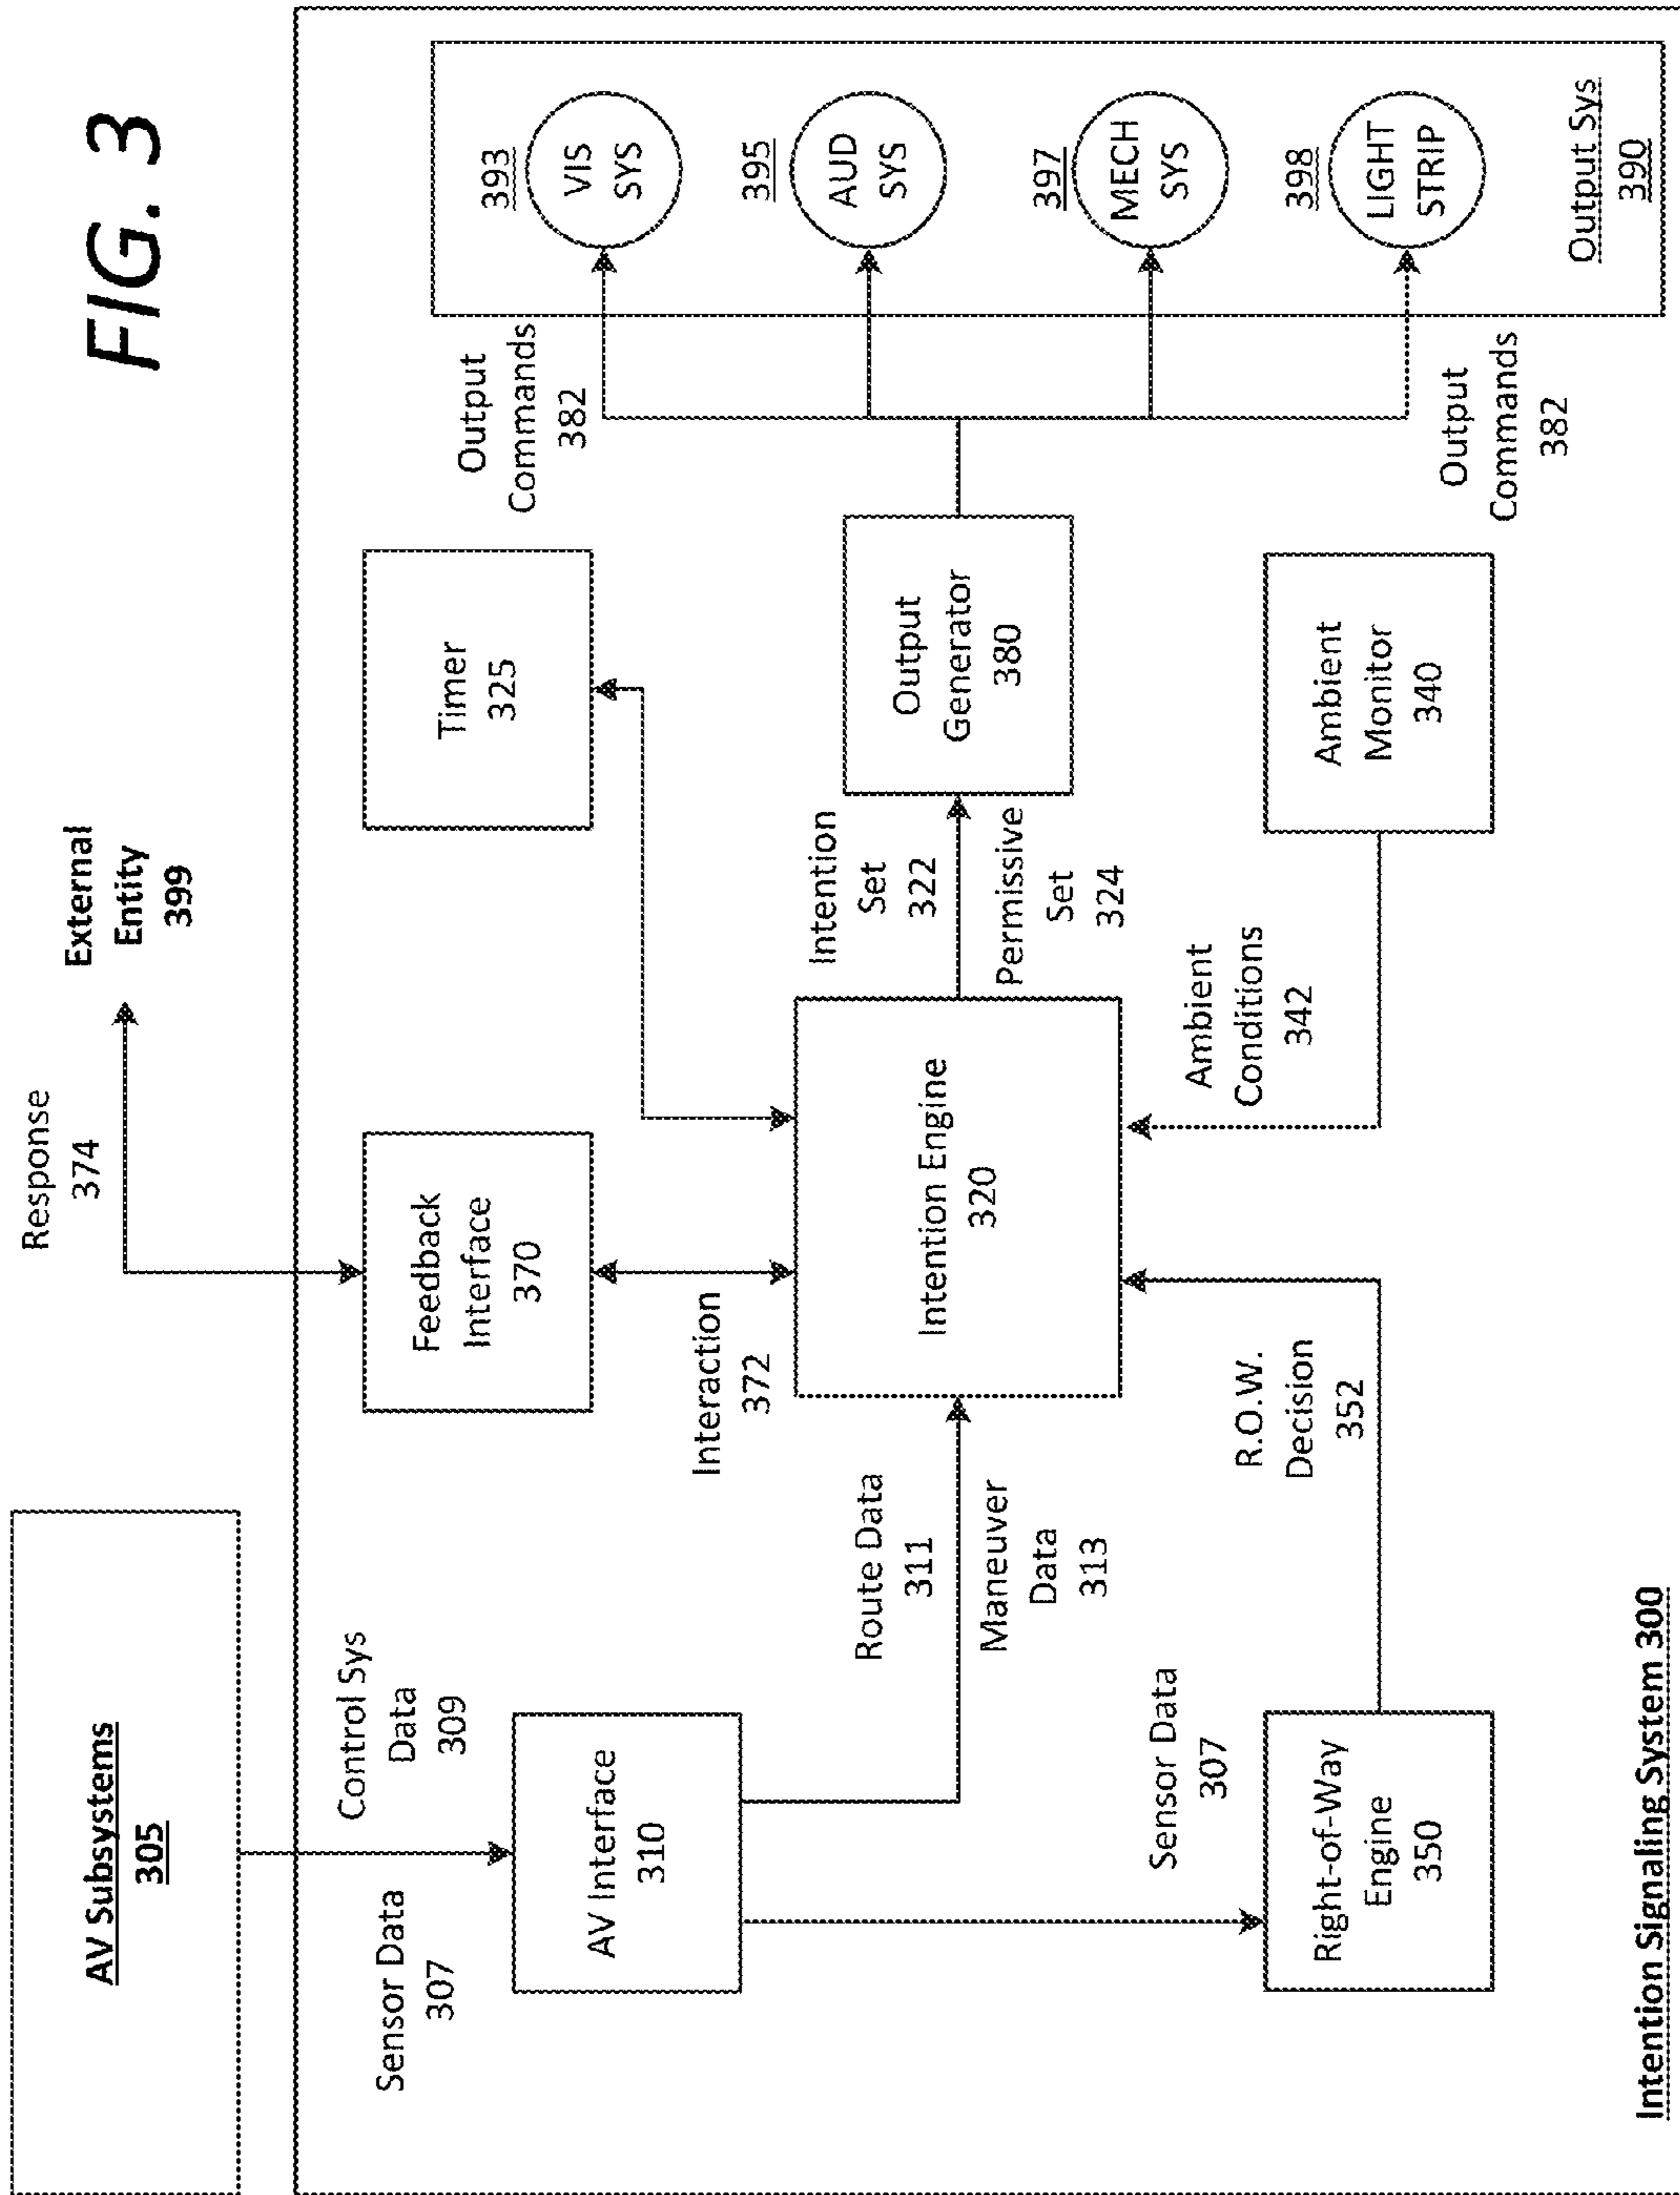 FIG. 3
AV Subsystems
305
Response
374
External
Entity
399
Sensor Data
307
Control Sys
Data
309
AV Interface
310
Feedback
Interface
370
Timer
325
Interaction
372
Route Data
311
Maneuver
Data
313
Intention Engine
320
Intention
Set
322
Permissive
Set
324
Output
Generator
380
Output
Commands
382
Output
Commands
382
393
VIS
SYS
395
AUD
SYS
397
MECH
SYS
398
LIGHT
STRIP
Output Sys
390
Sensor Data
307
Right-of-Way
Engine
350
R.O.W.
Decision
352
Ambient
Conditions
342
Ambient
Monitor
340
Intention Signaling System 300